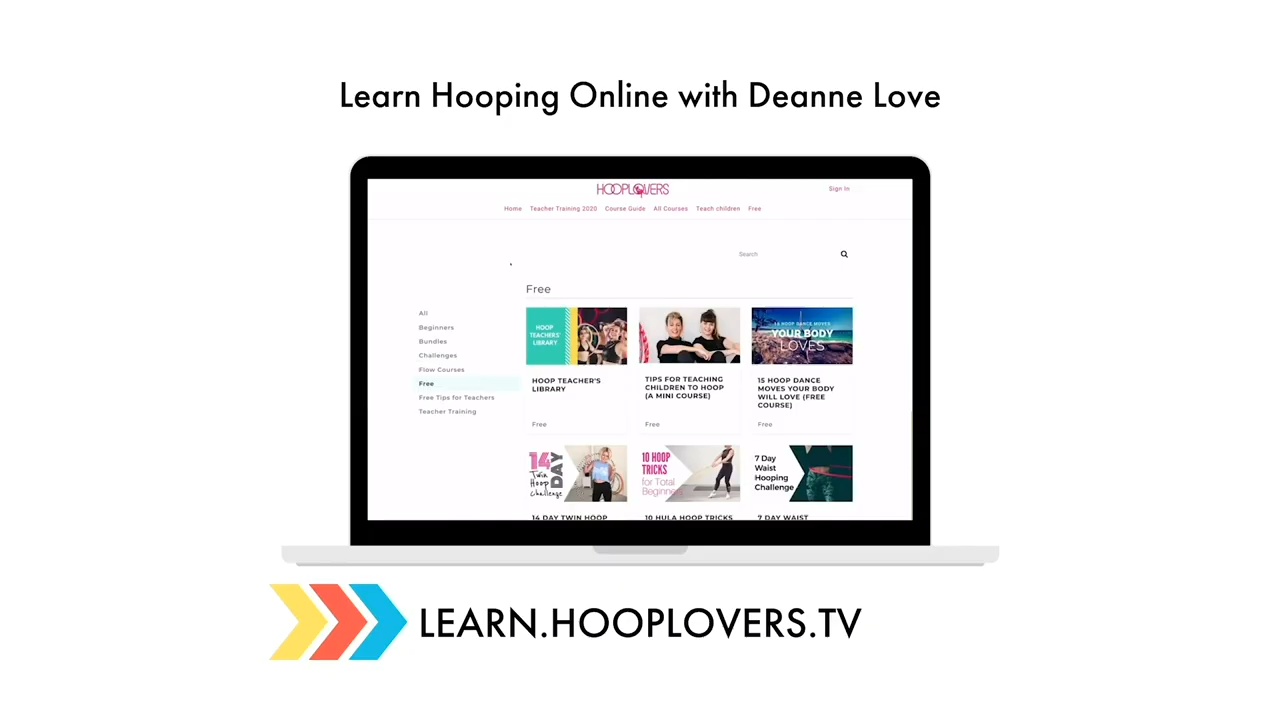 Learn Hooping Online with Deanne Love
HOOPLOVERS
Sign In
Home Teacher Training 2020 Course Guide All Courses Teach children Free
Search
Free
All
Beginners
Bundles
Challenges
Flow Courses
Free
Free Tips for Teachers
Teacher Training
HOOP
TEACHERS'
LIBRARY
14 HOOP DANCE MOVES
YOUR BODY
LOVES
HOOP TEACHER'S
LIBRARY
Free
TIPS FOR TEACHING
CHILDREN TO HOOP
(A MINI COURSE)
Free
15 HOOP DANCE
MOVES YOUR BODY
WILL LOVE (FREE
COURSE)
Free
14 DAY
Twin
Hoop
Challenge
10 HOOP
TRICKS
for Total
Beginners
7 Day
Waist
Hooping
Challenge
14 DAY TWIN HOOP
10 HULA HOOP TRICKS
7 DAY WAIST
LEARN.HOOPLOVERS.TV